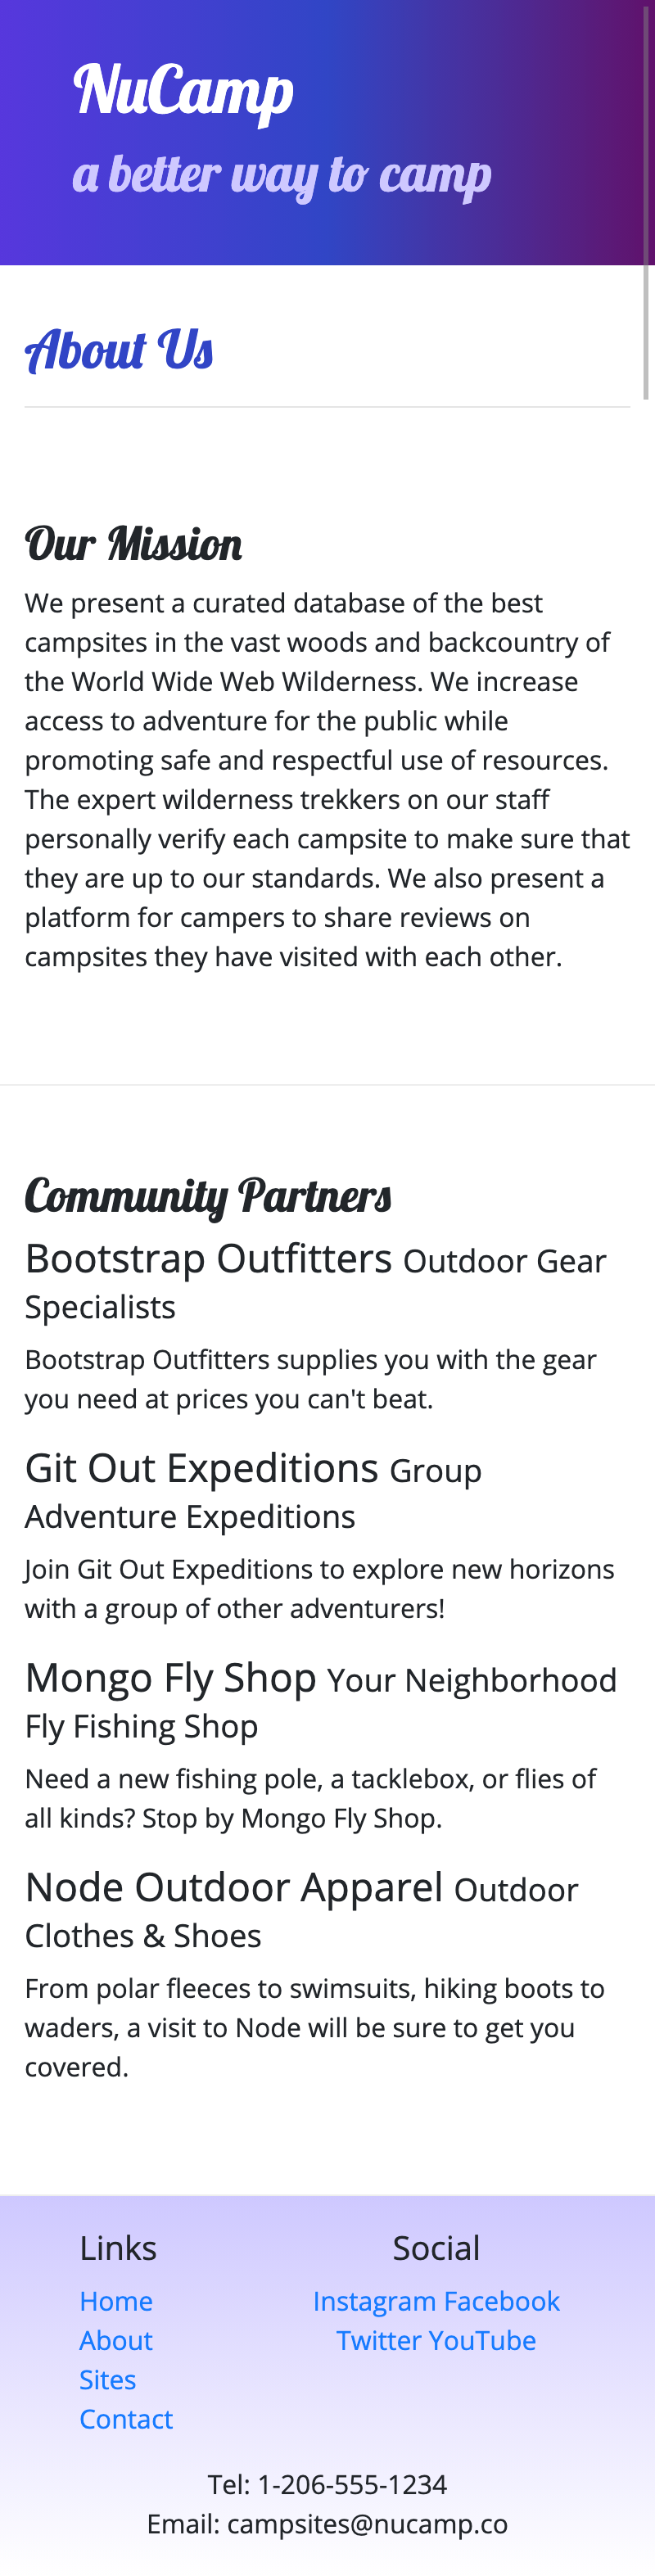 NuCamp
a better way to camp
About Us
Our Mission
We present a curated database of the best
campsites in the vast woods and backcountry of
the World Wide Web Wilderness. We increase
access to adventure for the public while
promoting safe and respectful use of resources.
The expert wilderness trekkers on our staff
personally verify each campsite to make sure that
they are up to our standards. We also present a
platform for campers to share reviews on
campsites they have visited with each other.
Community Partners
Bootstrap Outfitters Outdoor Gear
Specialists
Bootstrap Outfitters supplies you with the gear
you need at prices you can't beat.
Git Out Expeditions Group
Adventure Expeditions
Join Git Out Expeditions to explore new horizons
with a group of other adventurers!
Mongo Fly Shop Your Neighborhood
Fly Fishing Shop
Need a new fishing pole, a tacklebox, or flies of
all kinds? Stop by Mongo Fly Shop.
Node Outdoor Apparel Outdoor
Clothes & Shoes
From polar fleeces to swimsuits, hiking boots to
waders, a visit to Node will be sure to get you
covered.
Links
Home
About
Sites
Contact
Social
Instagram Facebook
Twitter YouTube
Tel: 1-206-555-1234
Email: campsites@nucamp.co